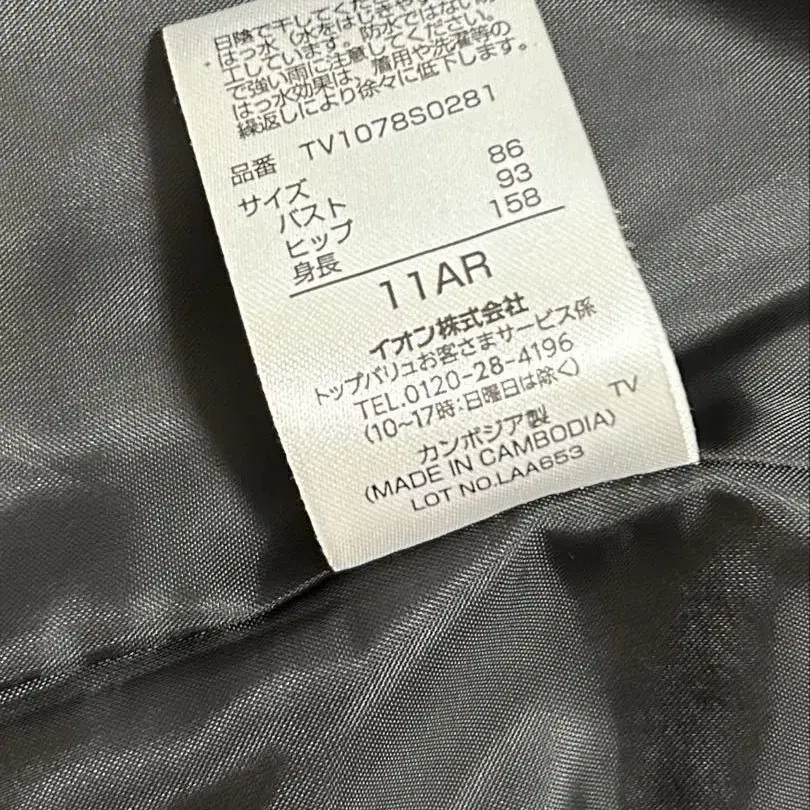 日陰で干してくださ
はっ水（水をはじきやす
工しています。防水ではない
で強い雨に注意してください。
はっ水効果は、着用や洗濯等の
繰返しにより徐々に低下します。
品番 TV1078S0281
サイズ
バスト 86
ヒップ 93
身長 158
11AR
イオン株式会社
トップバリュお客さまサービス係
TEL.0120-28-4196
(10~17時:日曜日は除く)
カンボジア製 TV
(MADE IN CAMBODIA)
LOT NO.LAA653